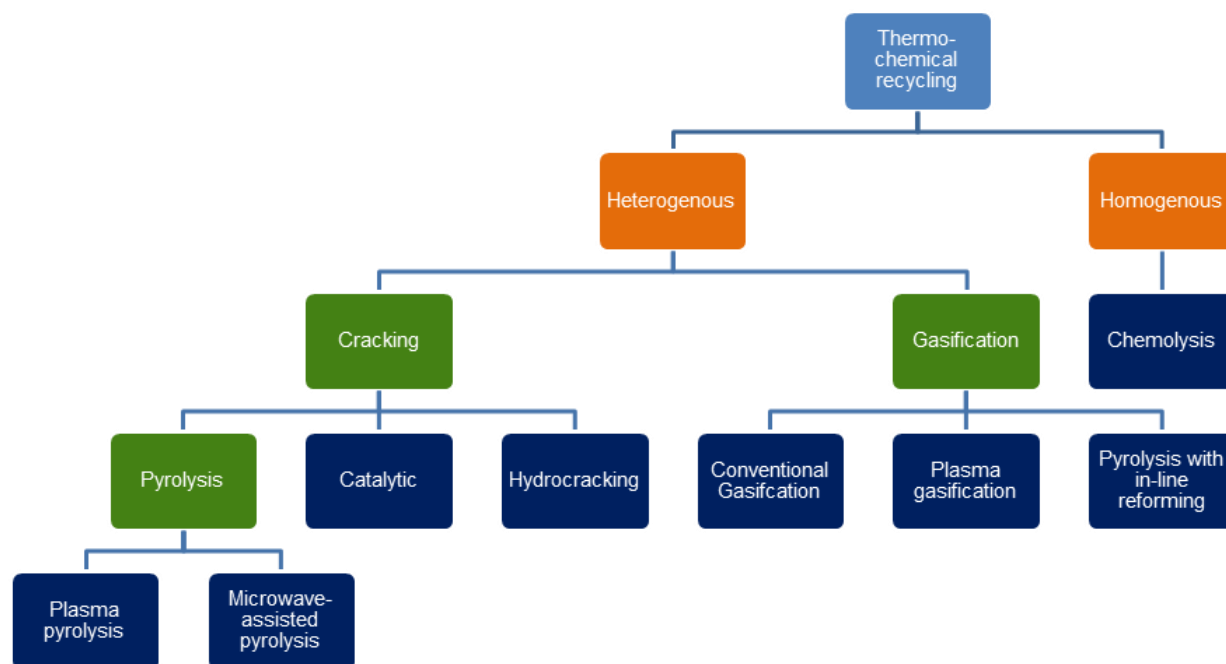 Thermo-
chemical
recycling
Heterogenous
Homogenous
Cracking
Gasification
Chemolysis
Pyrolysis
Catalytic
Hydrocracking
Conventional
Gasifcation
Plasma
gasification
Pyrolysis with
in-line
reforming
Plasma
pyrolysis
Microwave-
assisted
pyrolysis